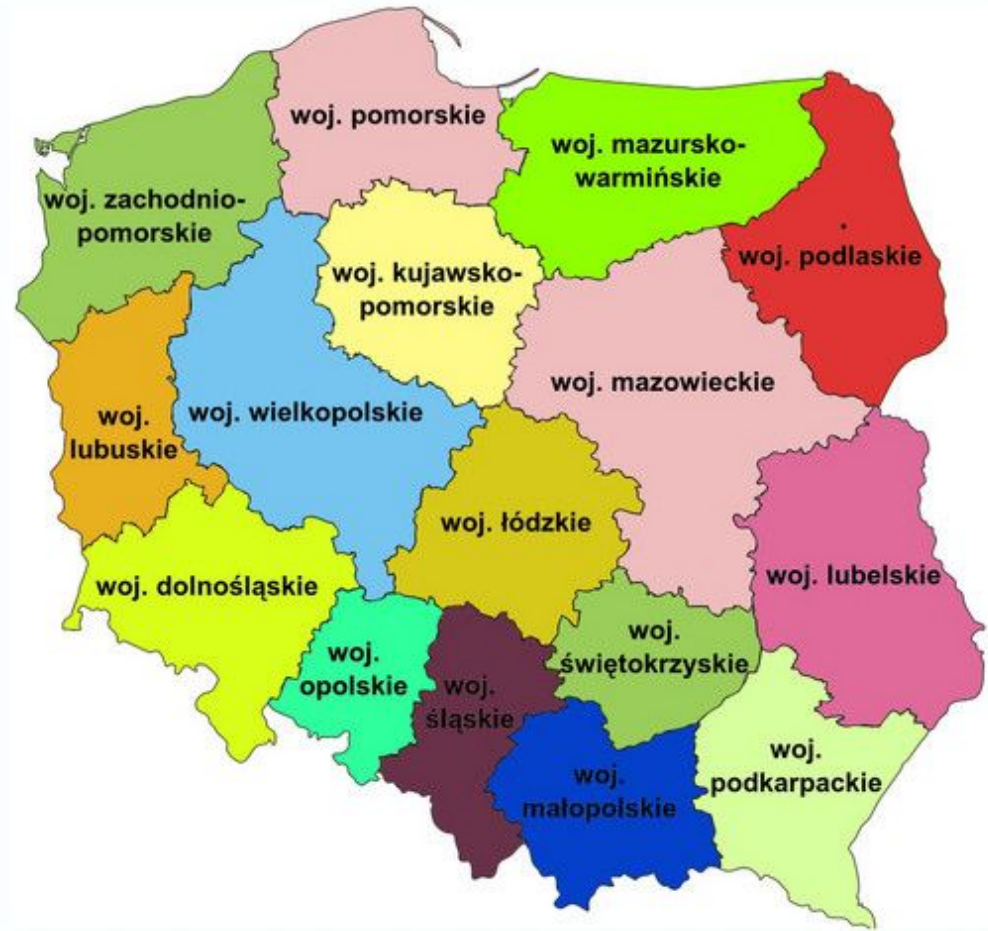 woj. pomorskie
woj. mazursko-
warmińskie
woj. zachodnio-
pomorskie
woj. podlaskie
woj. kujawsko-
pomorskie
woj. mazowieckie
woj. wielkopolskie
woj.
lubuskie
woj. łódzkie
woj. lubelskie
woj. dolnośląskie
woj.
świętokrzyskie
woj.
opolskie
woj.
śląskie
woj.
podkarpackie
woj.
małopolskie